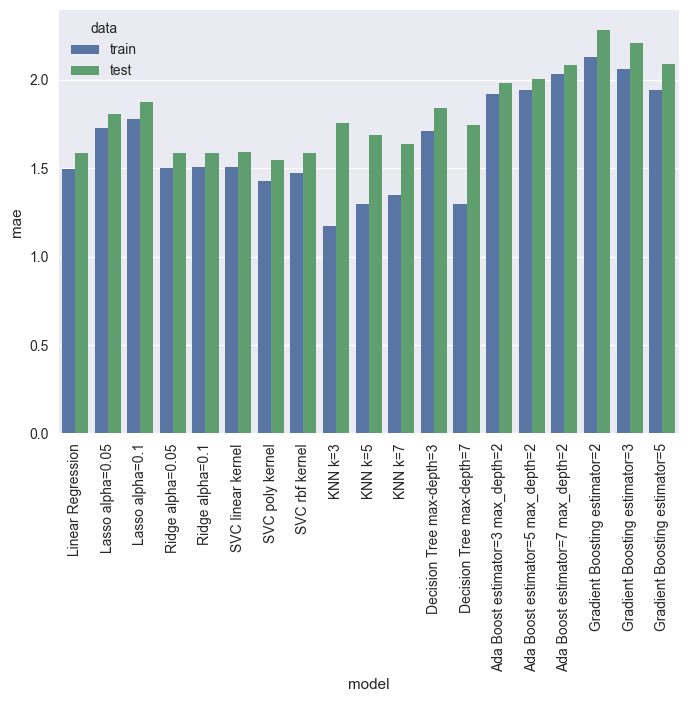 data
train
test
mae
2.0
1.5
1.0
0.5
0.0
Linear Regression
Lasso alpha=0.05
Lasso alpha=0.1
Ridge alpha=0.05
Ridge alpha=0.1
SVC linear kernel
SVC poly kernel
SVC rbf kernel
KNN k=3
KNN k=5
KNN k=7
Decision Tree max-depth=3
Decision Tree max-depth=7
Ada Boost estimator=3 max_depth=2
Ada Boost estimator=5 max_depth=2
Ada Boost estimator=7 max_depth=2
Gradient Boosting estimator=2
Gradient Boosting estimator=3
Gradient Boosting estimator=5
model